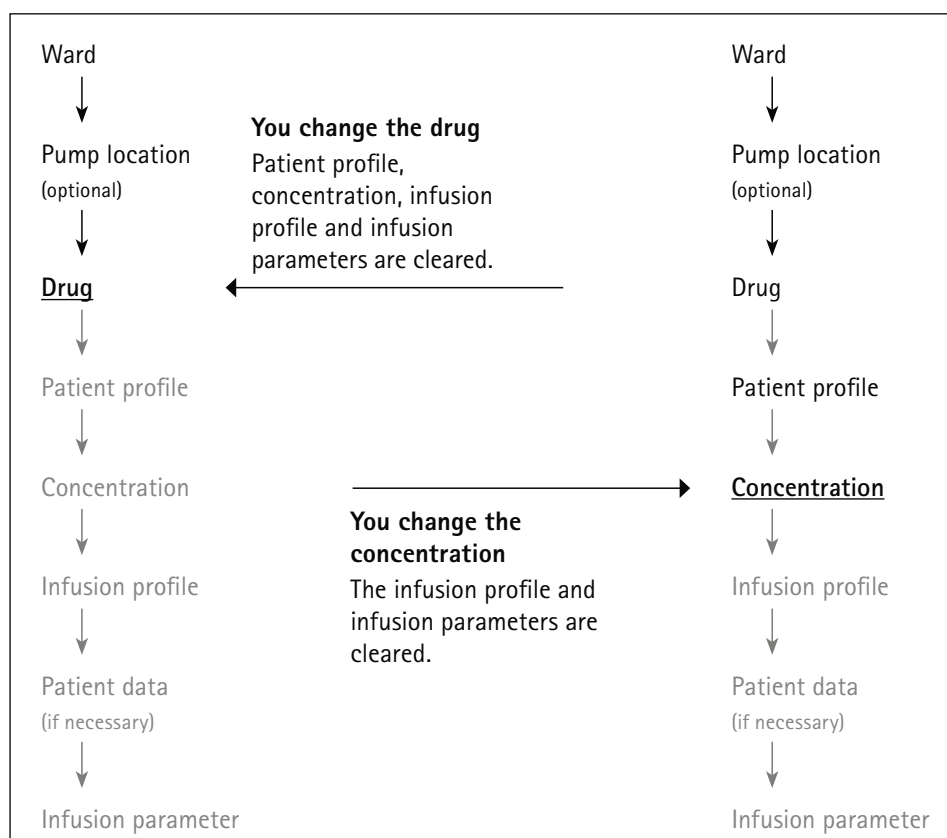 Ward
Pump location
(optional)
Drug
Patient profile
Concentration
Infusion profile
Patient data
(if necessary)
Infusion parameter
You change the drug
Patient profile,
concentration, infusion
profile and infusion
parameters are cleared.
You change the
concentration
The infusion profile and
infusion parameters are
cleared.
Ward
Pump location
(optional)
Drug
Patient profile
Concentration
Infusion profile
Patient data
(if necessary)
Infusion parameter